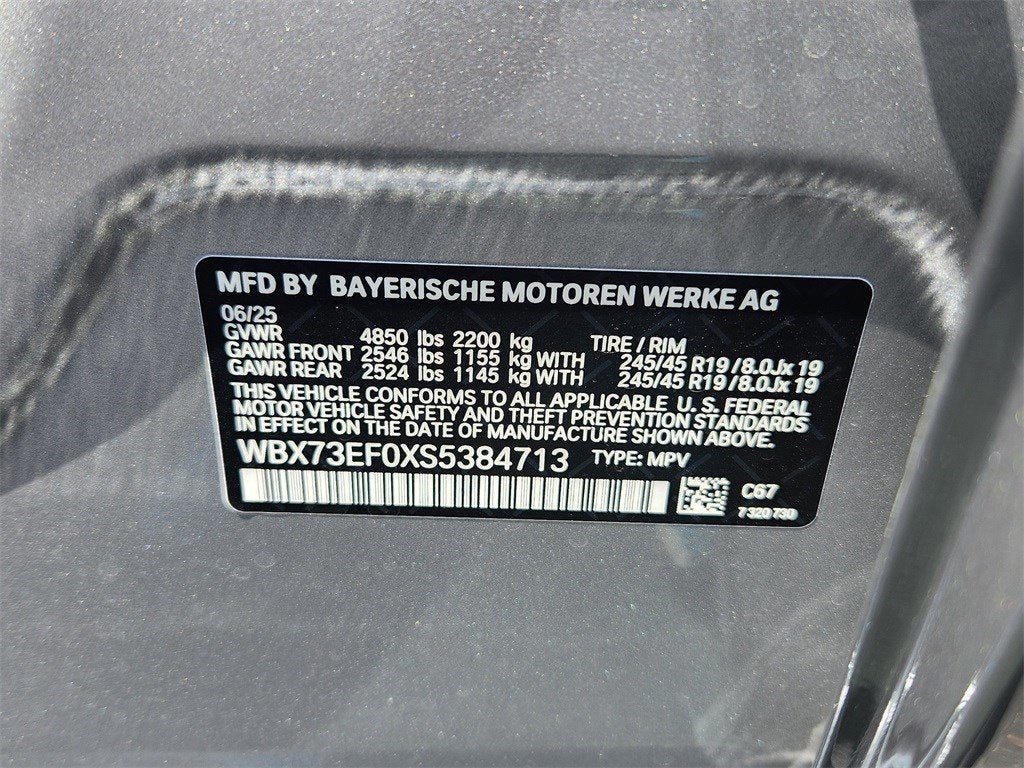 MFD BY BAYERISCHE MOTOREN WERKE AG
06/25
GVWR 4850 lbs 2200 kg TIRE / RIM
GAWR FRONT 2546 lbs 1155 kg WITH 245/45 R19 / 8.0Jx 19
GAWR REAR 2524 lbs 1145 kg WITH 245/45 R19 / 8.0Jx 19
THIS VEHICLE CONFORMS TO ALL APPLICABLE U. S. FEDERAL
MOTOR VEHICLE SAFETY AND THEFT PREVENTION STANDARDS
IN EFFECT ON THE DATE OF MANUFACTURE SHOWN ABOVE.
WBX73EF0XS5384713 TYPE: MPV
C67
7 320 730